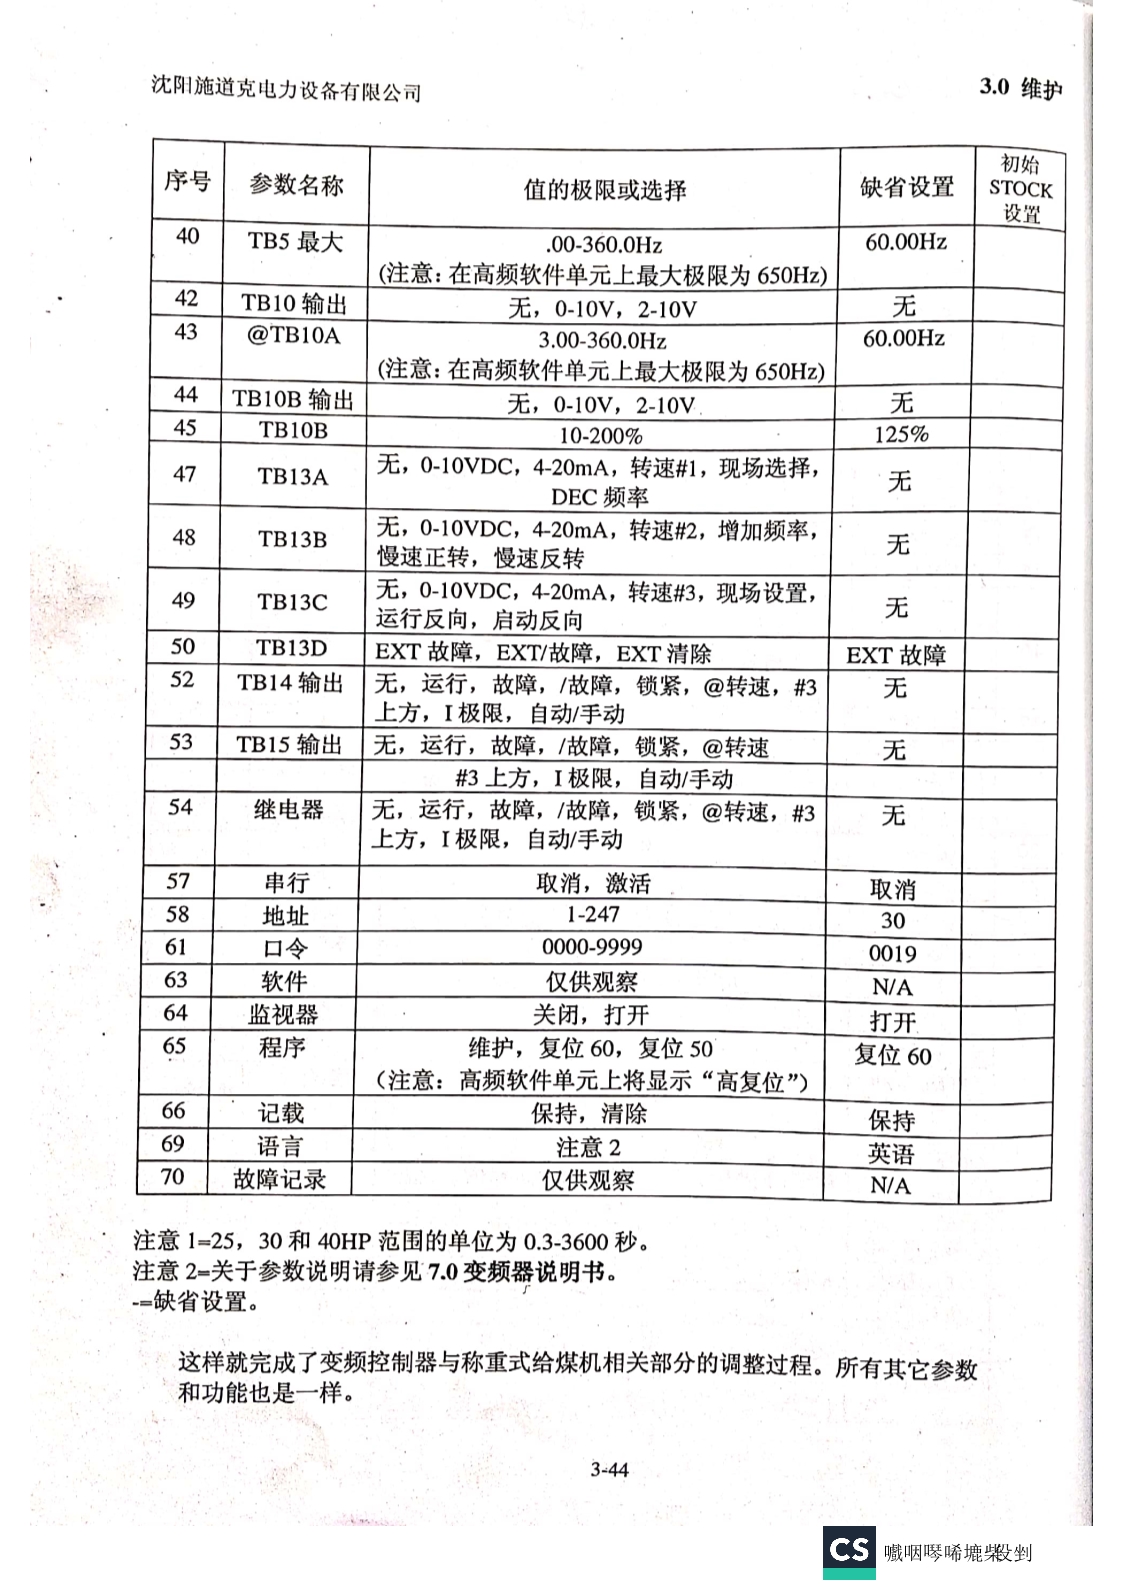 沈阳施道克电力设备有限公司 3.0 维护
序号 参数名称 值的极限或选择 缺省设置 初始 STOCK 设置
40 TB5 最大 .00-360.0Hz 60.00Hz
(注意：在高频软件单元上最大极限为 650Hz)
42 TB10 输出 无，0-10V，2-10V 无
43 @TB10A 3.00-360.0Hz 60.00Hz
(注意：在高频软件单元上最大极限为 650Hz)
44 TB10B 输出 无，0-10V，2-10V 无
45 TB10B 10-200% 125%
47 TB13A 无，0-10VDC，4-20mA，转速#1，现场选择， 无
DEC 频率
48 TB13B 无，0-10VDC，4-20mA，转速#2，增加频率， 无
慢速正转，慢速反转
49 TB13C 无，0-10VDC，4-20mA，转速#3，现场设置， 无
运行反向，启动反向
50 TB13D EXT 故障，EXT/故障，EXT 清除 EXT 故障
52 TB14 输出 无，运行，故障，/故障，锁紧，@转速，#3 无
上方，I 极限，自动/手动
53 TB15 输出 无，运行，故障，/故障，锁紧，@转速 无
#3 上方，I 极限，自动/手动
54 继电器 无，运行，故障，/故障，锁紧，@转速，#3 无
上方，I 极限，自动/手动
57 串行 取消，激活 取消
58 地址 1-247 30
61 口令 0000-9999 0019
63 软件 仅供观察 N/A
64 监视器 关闭，打开 打开
65 程序 维护，复位 60，复位 50 复位 60
（注意：高频软件单元上将显示“高复位”）
66 记载 保持，清除 保持
69 语言 注意 2 英语
70 故障记录 仅供观察 N/A
注意 1=25，30 和 40HP 范围的单位为 0.3-3600 秒。
注意 2=关于参数说明请参见 7.0 变频器说明书。
-=缺省设置。
这样就完成了变频控制器与称重式给煤机相关部分的调整过程。所有其它参数
和功能也是一样。
3-44
CS